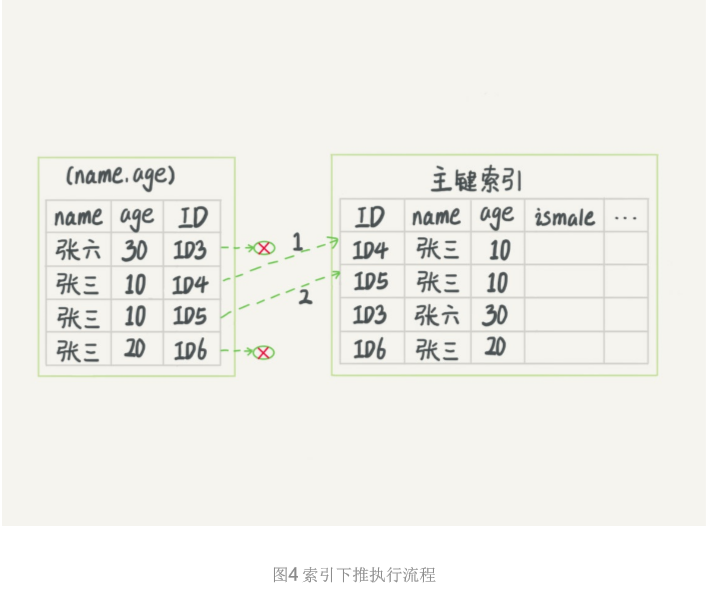 (name.age)
name age ID
张六 30 ID3
张三 10 ID4
张三 10 ID5
张三 20 ID6
1
2
主键索引
ID name age ismale ...
ID4 张三 10
ID5 张三 10
ID3 张六 30
ID6 张三 20
图4 索引下推执行流程